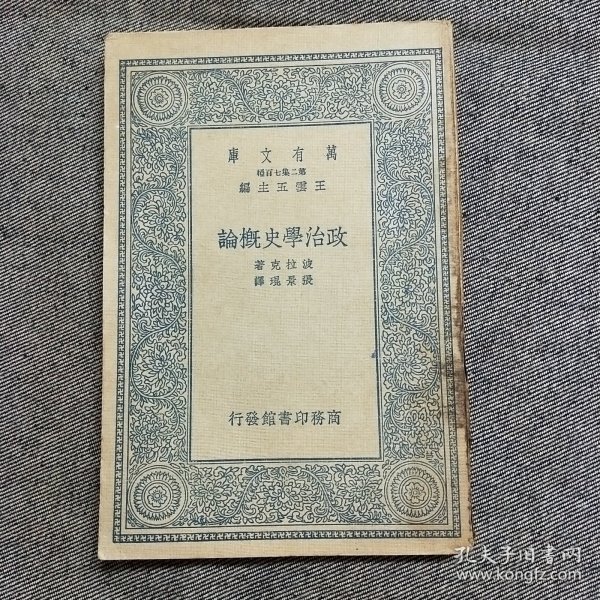 萬有文庫
第二集七百種
王雲五主編
政治學史概論
波拉克著
張景琨譯
商務印書館發行
孔夫子旧书网
www.kongfz.com